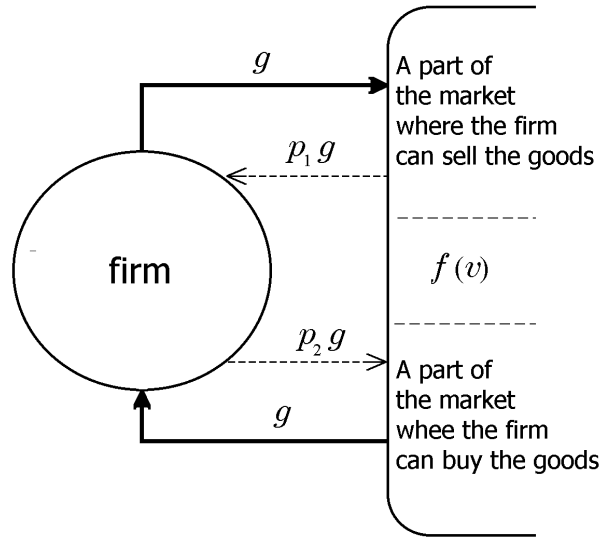 g
A part of
the market
where the firm
can sell the goods
p₁ g
firm
f (v)
p₂ g
A part of
the market
whee the firm
can buy the goods
g